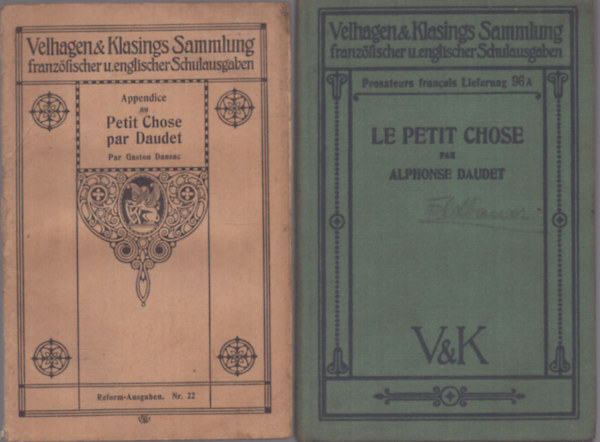 Velhagen & Klasings Sammlung
französischer u. englischer Schulausgaben
Appendice
au
Petit Chose
par Daudet
Par Gaston Dansac
Reform-Ausgaben. Nr. 22
Velhagen & Klasings Sammlung
französischer u. englischer Schulausgaben
Prosateurs français Lieferung 96 A
LE PETIT CHOSE
PAR
ALPHONSE DAUDET
V&K